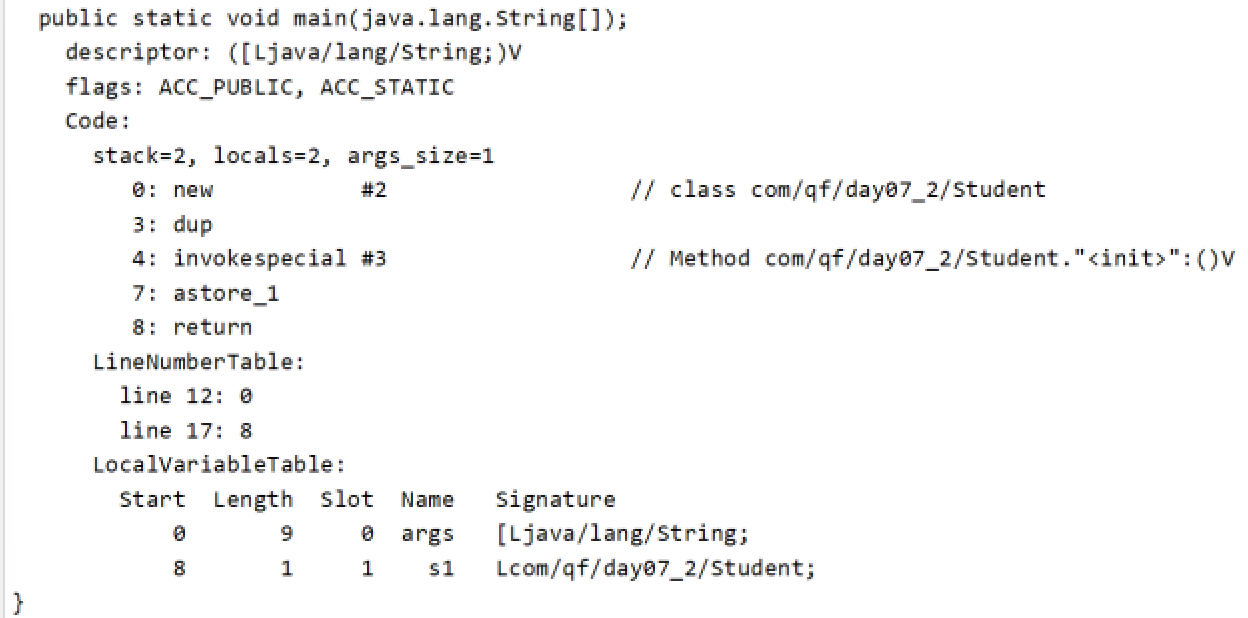 public static void main(java.lang.String[]);
descriptor: ([Ljava/lang/String;)V
flags: ACC_PUBLIC, ACC_STATIC
Code:
stack=2, locals=2, args_size=1
0: new #2 // class com/qf/day07_2/Student
3: dup
4: invokespecial #3 // Method com/qf/day07_2/Student."<init>":()V
7: astore_1
8: return
LineNumberTable:
line 12: 0
line 17: 8
LocalVariableTable:
Start Length Slot Name Signature
0 9 0 args [Ljava/lang/String;
8 1 1 s1 Lcom/qf/day07_2/Student;
}